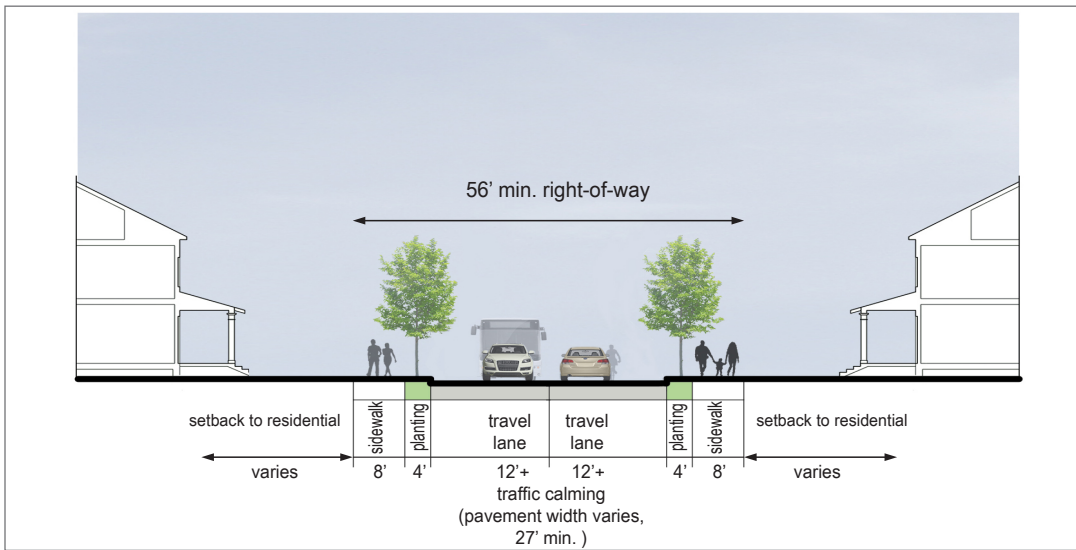 56’ min. right-of-way
setback to residential
sidewalk
planting
travel
lane
travel
lane
planting
sidewalk
setback to residential
varies
8’
4’
12’+
12’+
4’
8’
varies
traffic calming
(pavement width varies,
27’ min. )